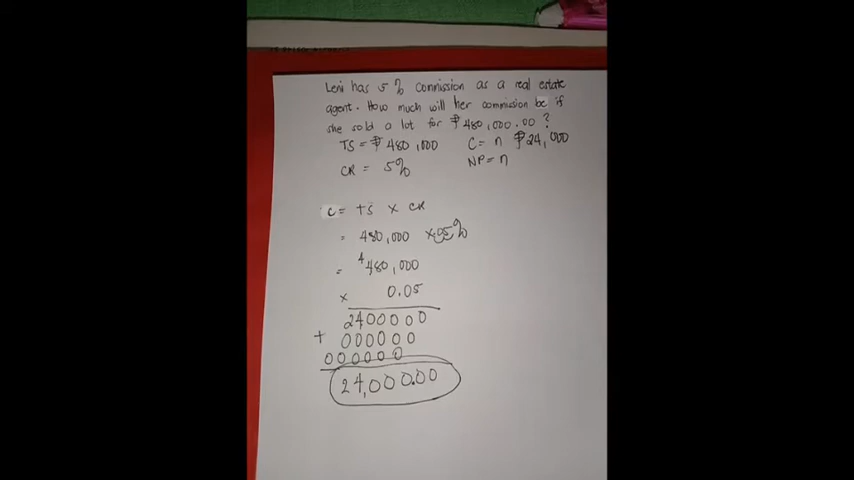 Leni has 5% Commission as a real estate
agent. How much will her commission be if
she sold a lot for ₱480,000.00?
TS = ₱480,000 C = n ₱24,000
CR = 5% NP = n
C = TS x CR
= 480,000 x 05%
= 4 480,000
x 0.05
2400000
+ 000000
000000
24,000.00